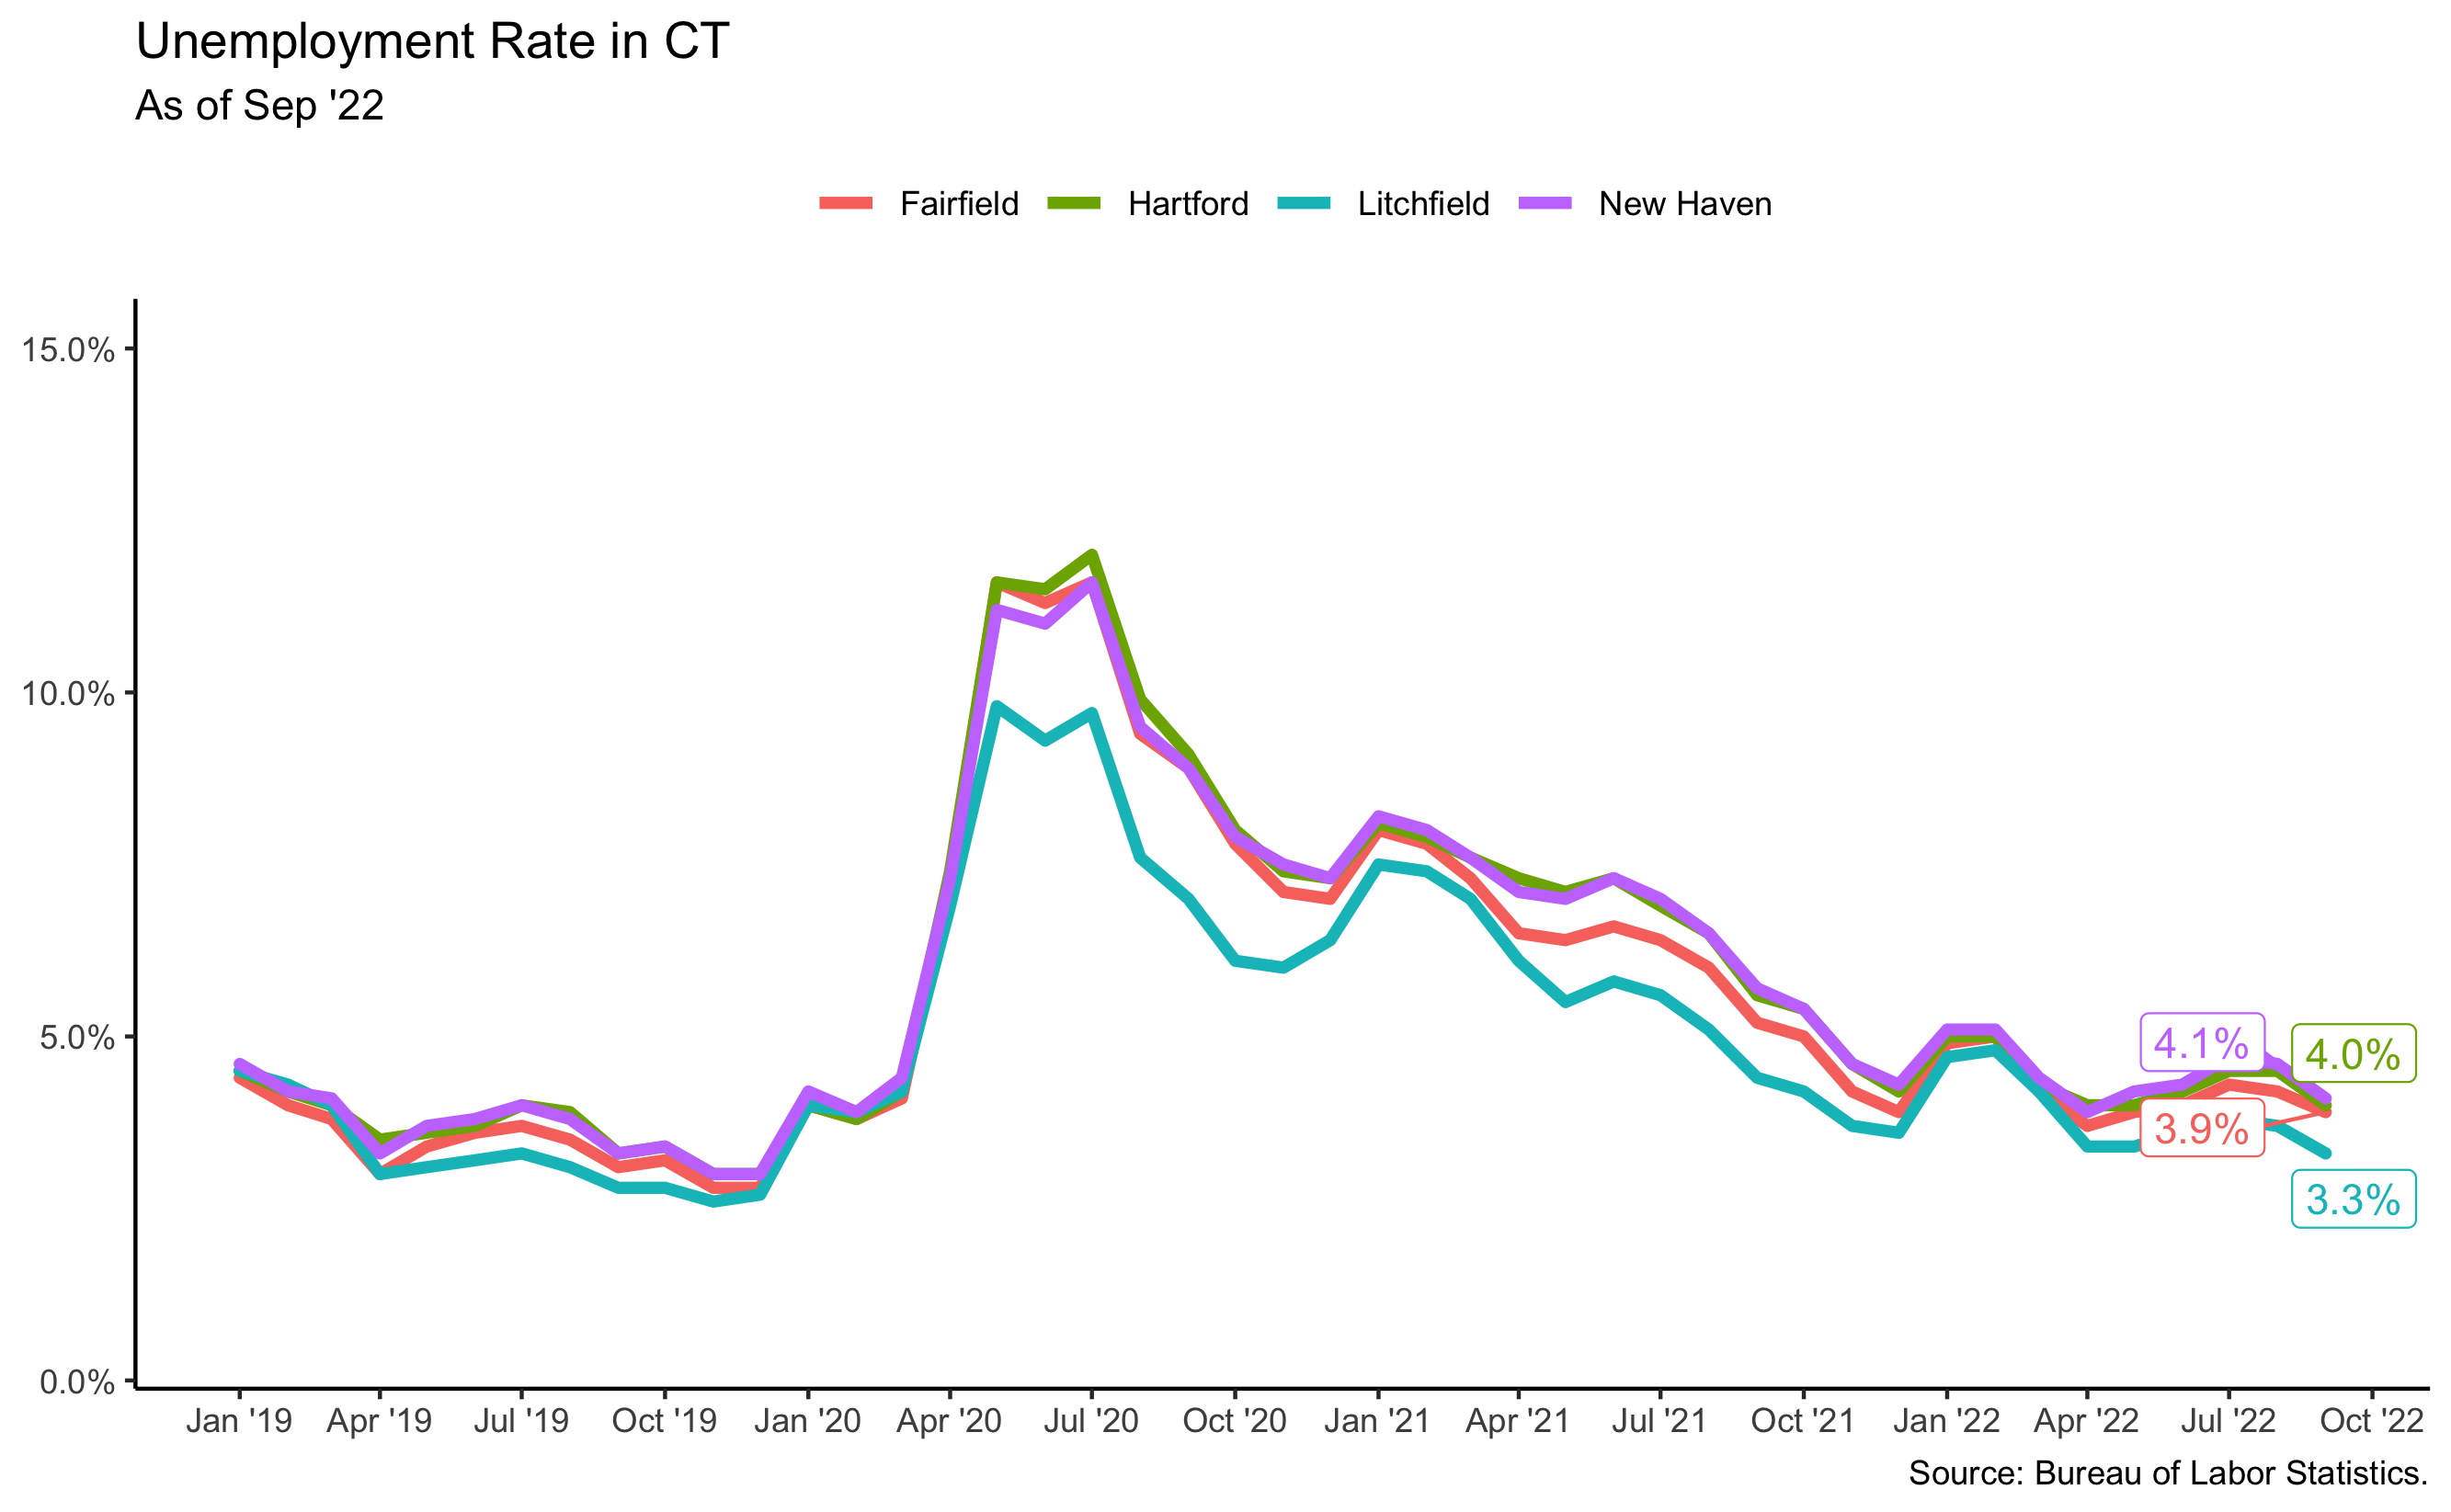 Unemployment Rate in CT
As of Sep '22
Fairfield Hartford Litchfield New Haven
15.0%
10.0%
5.0%
0.0%
4.1%
4.0%
3.9%
3.3%
Jan '19 Apr '19 Jul '19 Oct '19 Jan '20 Apr '20 Jul '20 Oct '20 Jan '21 Apr '21 Jul '21 Oct '21 Jan '22 Apr '22 Jul '22 Oct '22
Source: Bureau of Labor Statistics.